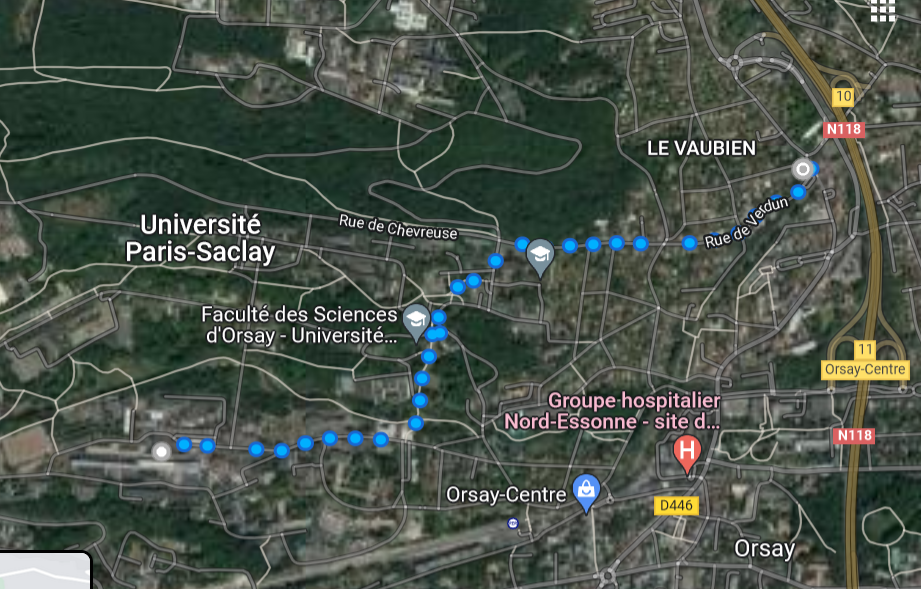 10
N118
LE VAUBIEN
Rue de Verdun
Université
Paris-Saclay
Rue de Chevreuse
Faculté des Sciences
d'Orsay - Université...
11
Orsay-Centre
Groupe hospitalier
Nord-Essonne - site d...
N118
H
Orsay-Centre
D446
Orsay